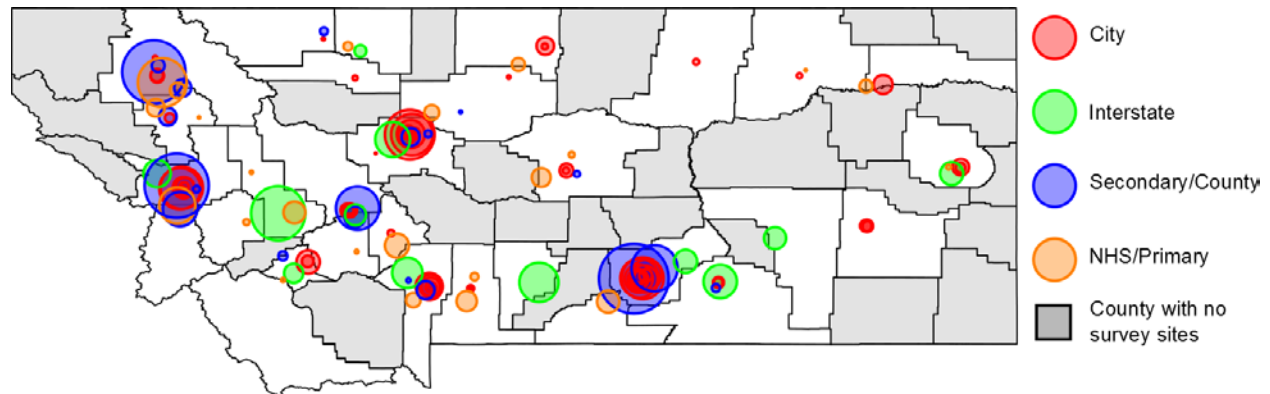 City
Interstate
Secondary/County
NHS/Primary
County with no
survey sites